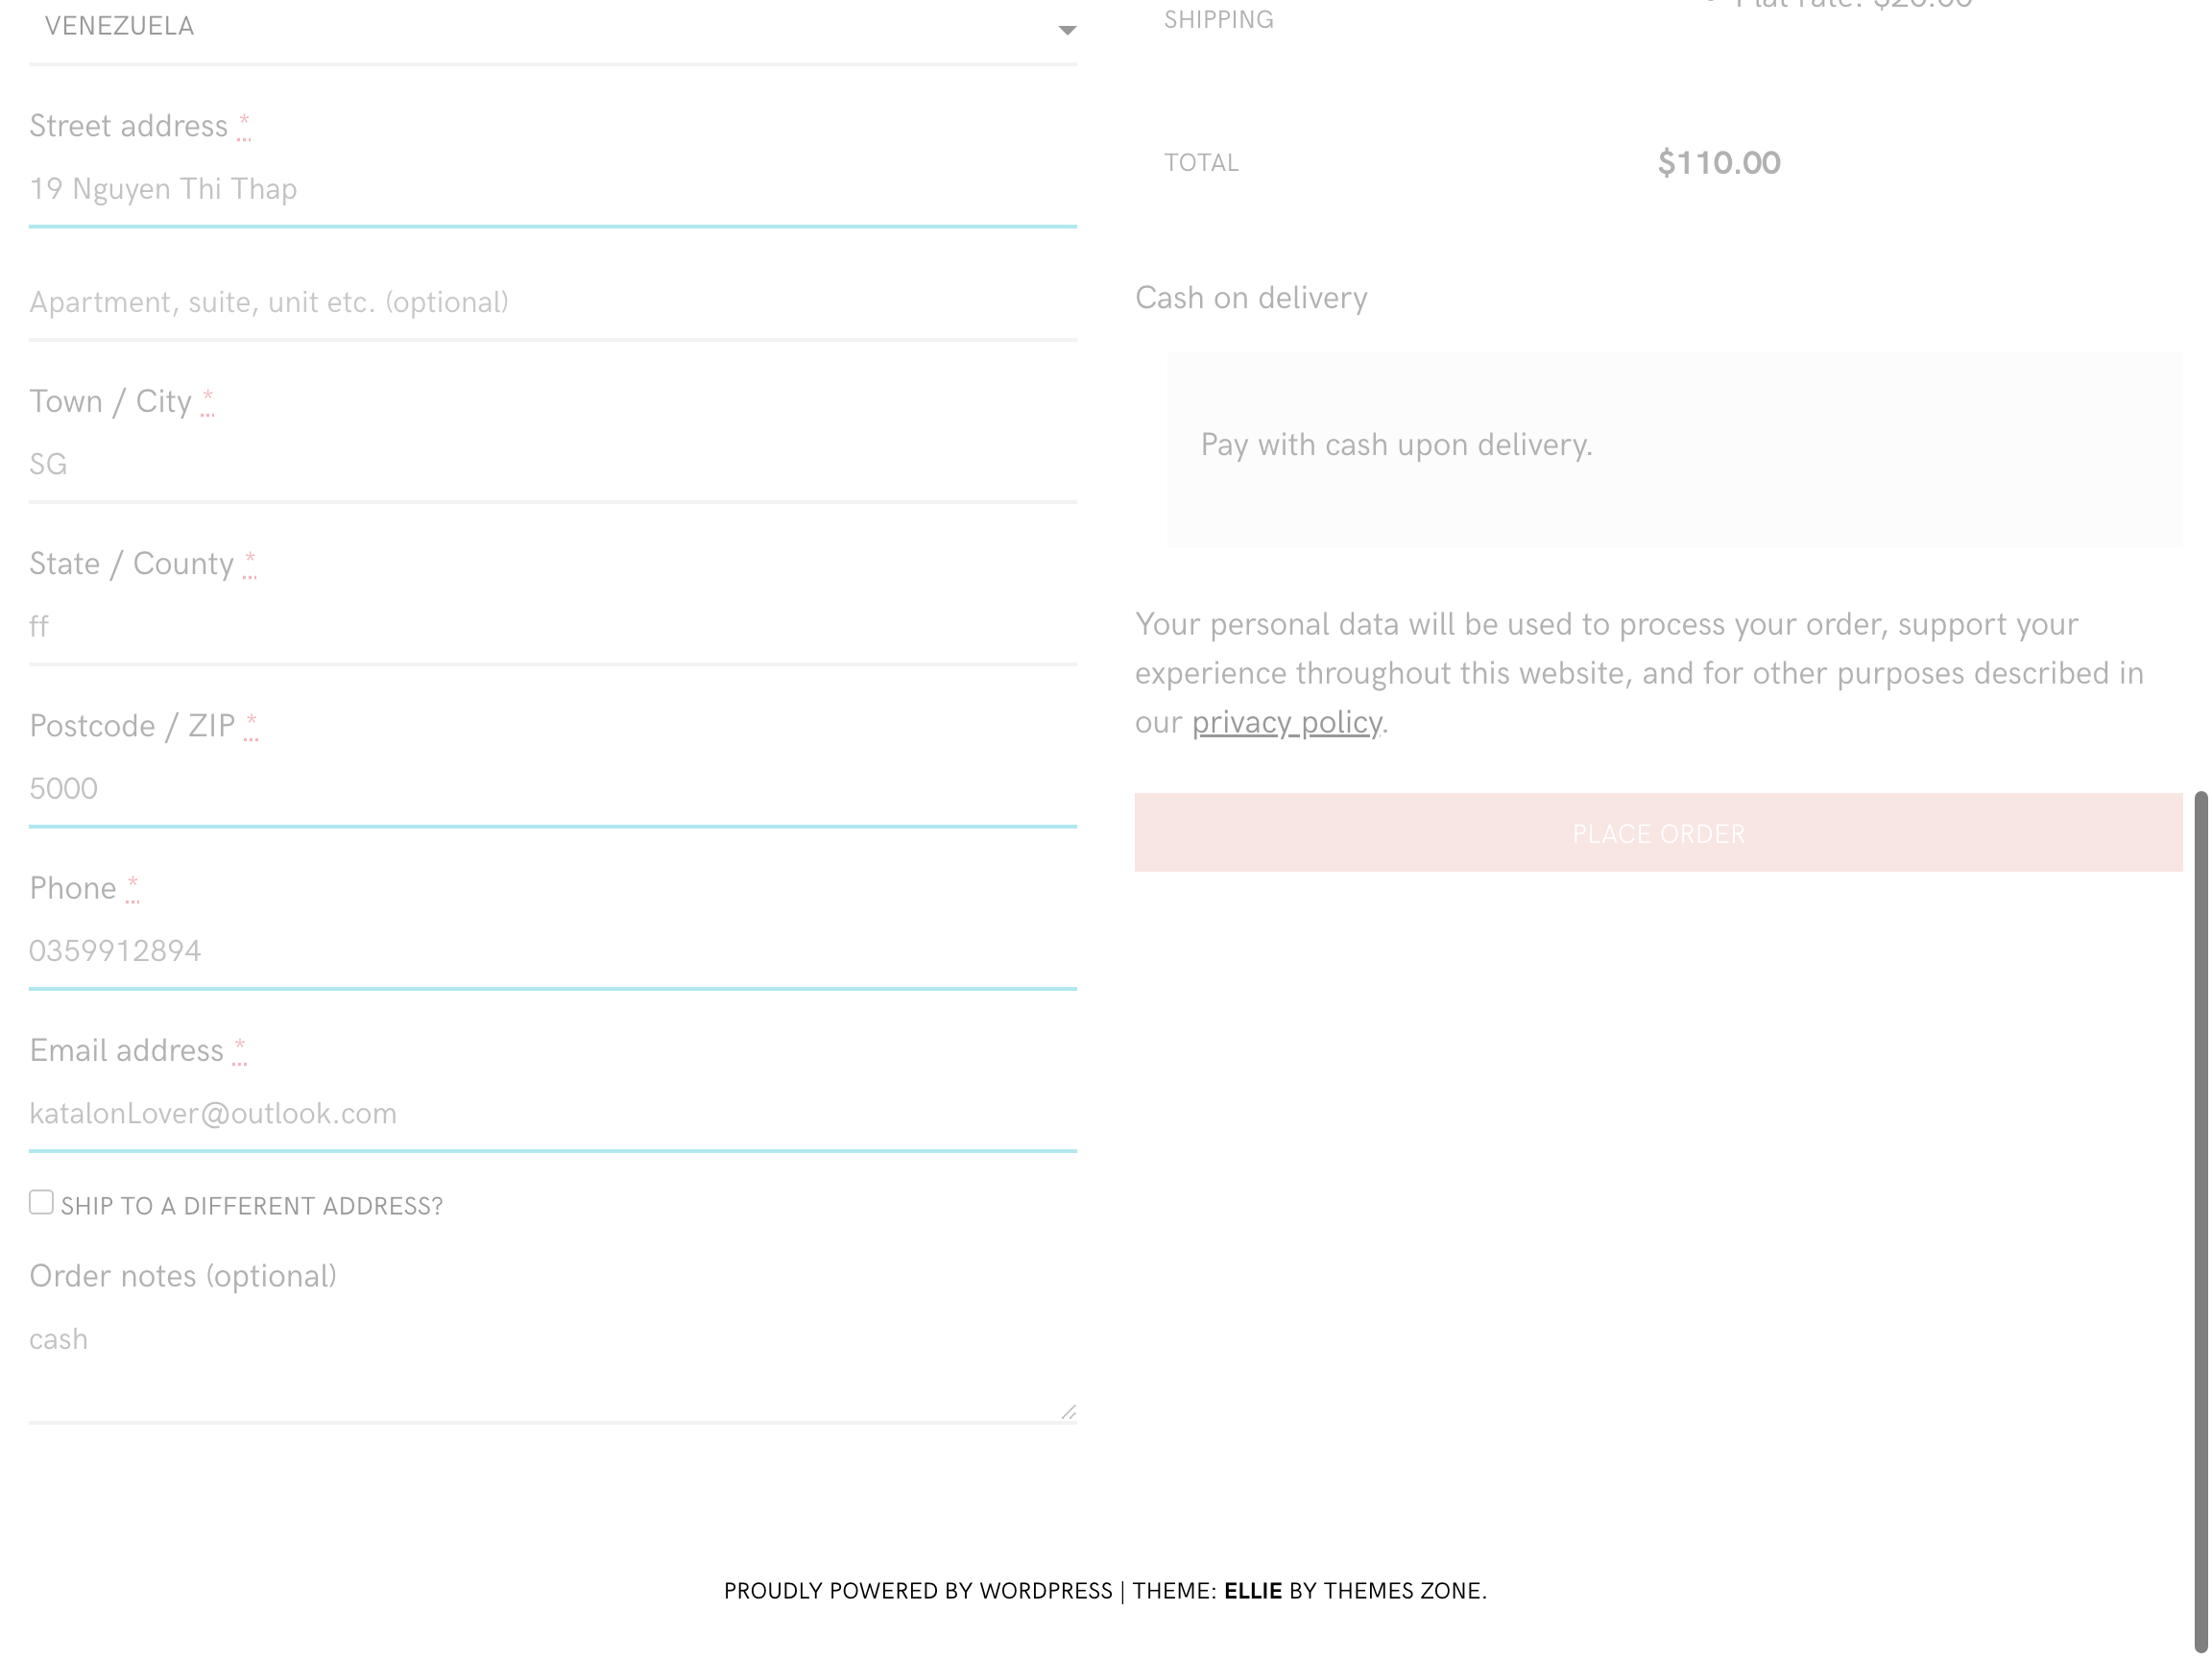 VENEZUELA
Street address *
19 Nguyen Thi Thap
Apartment, suite, unit etc. (optional)
Town / City *
SG
State / County *
ff
Postcode / ZIP *
5000
Phone *
0359912894
Email address *
katalonLover@outlook.com
SHIP TO A DIFFERENT ADDRESS?
Order notes (optional)
cash
Flat rate: $20.00
SHIPPING
TOTAL $110.00
Cash on delivery
Pay with cash upon delivery.
Your personal data will be used to process your order, support your
experience throughout this website, and for other purposes described in
our privacy policy.
PLACE ORDER
PROUDLY POWERED BY WORDPRESS | THEME: ELLIE BY THEMES ZONE.